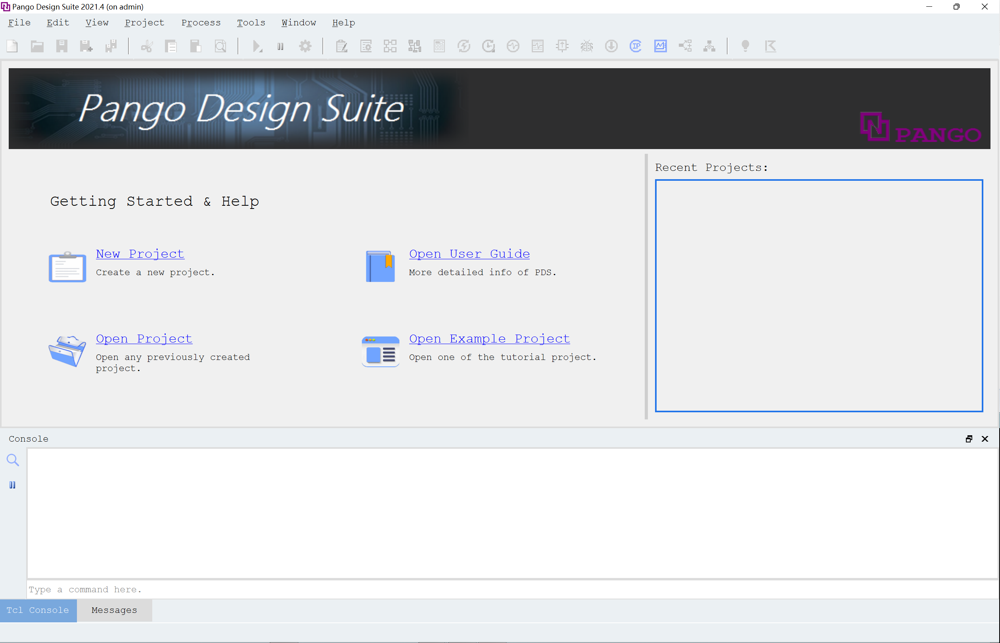 Pango Design Suite 2021.4 (on admin)
File Edit View Project Process Tools Window Help
IP
Pango Design Suite
PANGO
Recent Projects:
Getting Started & Help
New Project
Create a new project.
Open User Guide
More detailed info of PDS.
Open Project
Open any previously created
project.
Open Example Project
Open one of the tutorial project.
Console
Type a command here.
Tcl Console Messages